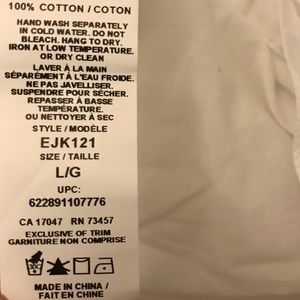 100% COTTON / COTON
HAND WASH SEPARATELY
IN COLD WATER. DO NOT
BLEACH. HANG TO DRY.
IRON AT LOW TEMPERATURE.
OR DRY CLEAN
LAVER À LA MAIN
SÉPARÉMENT À L'EAU FROIDE.
NE PAS JAVELLISER.
SUSPENDRE POUR SÉCHER.
REPASSER À BASSE
TEMPÉRATURE.
OU NETTOYER À SEC
STYLE / MODÈLE
EJK121
SIZE / TAILLE
L/G
UPC:
622891107776
CA 17047 RN 73457
EXCLUSIVE OF TRIM
GARNITURE NON COMPRISE
MADE IN CHINA /
FAIT EN CHINE